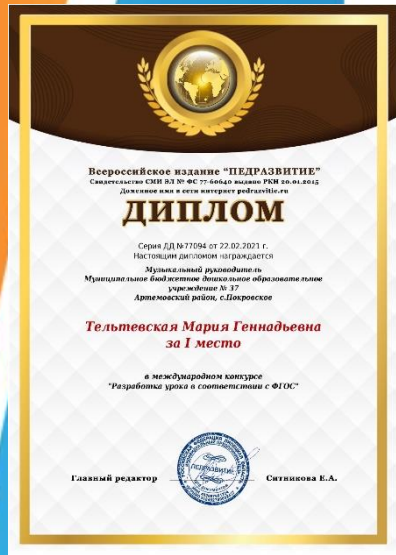 Всероссийское издание "ПЕДРАЗВИТИЕ"
Свидетельство СМИ ЭЛ № ФС 77-60640 выдано РКН 20.01.2015
Доменное имя в сети интернет pedrazvitie.ru
ДИПЛОМ
Серия ДД №77094 от 22.02.2021 г.
Настоящим дипломом награждается
Музыкальный руководитель
Муниципальное бюджетное дошкольное образовательное
учреждение № 37
Артемовский район, с.Покровское
Тельтевская Мария Геннадьевна
за I место
в международном конкурсе
"Разработка урока в соответствии с ФГОС"
Главный редактор
ПЕДРАЗВИТИЕ
Ситникова Е.А.